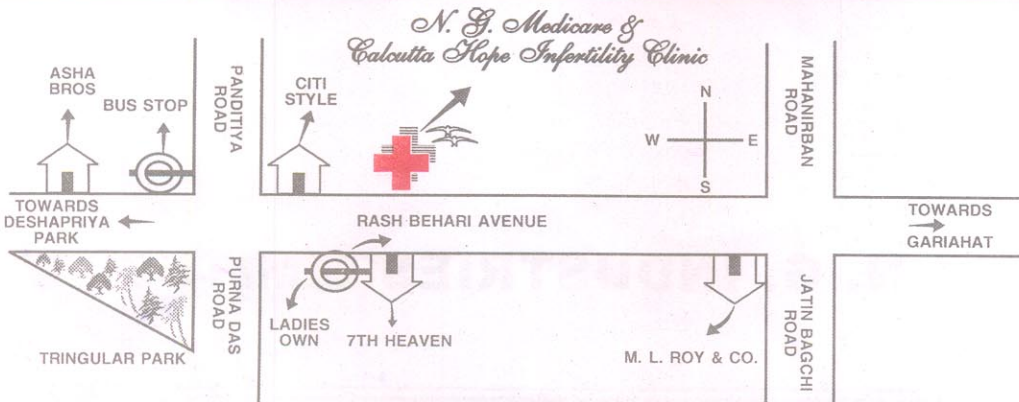 N. G. Medicare &
Calcutta Hope Infertility Clinic
ASHA
BROS
BUS STOP
PANDITIYA
ROAD
CITI
STYLE
N
W
E
S
MAHANIRBAN
ROAD
TOWARDS
DESHAPRIYA
PARK
RASH BEHARI AVENUE
TOWARDS
GARIAHAT
TRINGULAR PARK
PURNA DAS
ROAD
LADIES
OWN
7TH HEAVEN
M. L. ROY & CO.
JATIN BAGCHI
ROAD